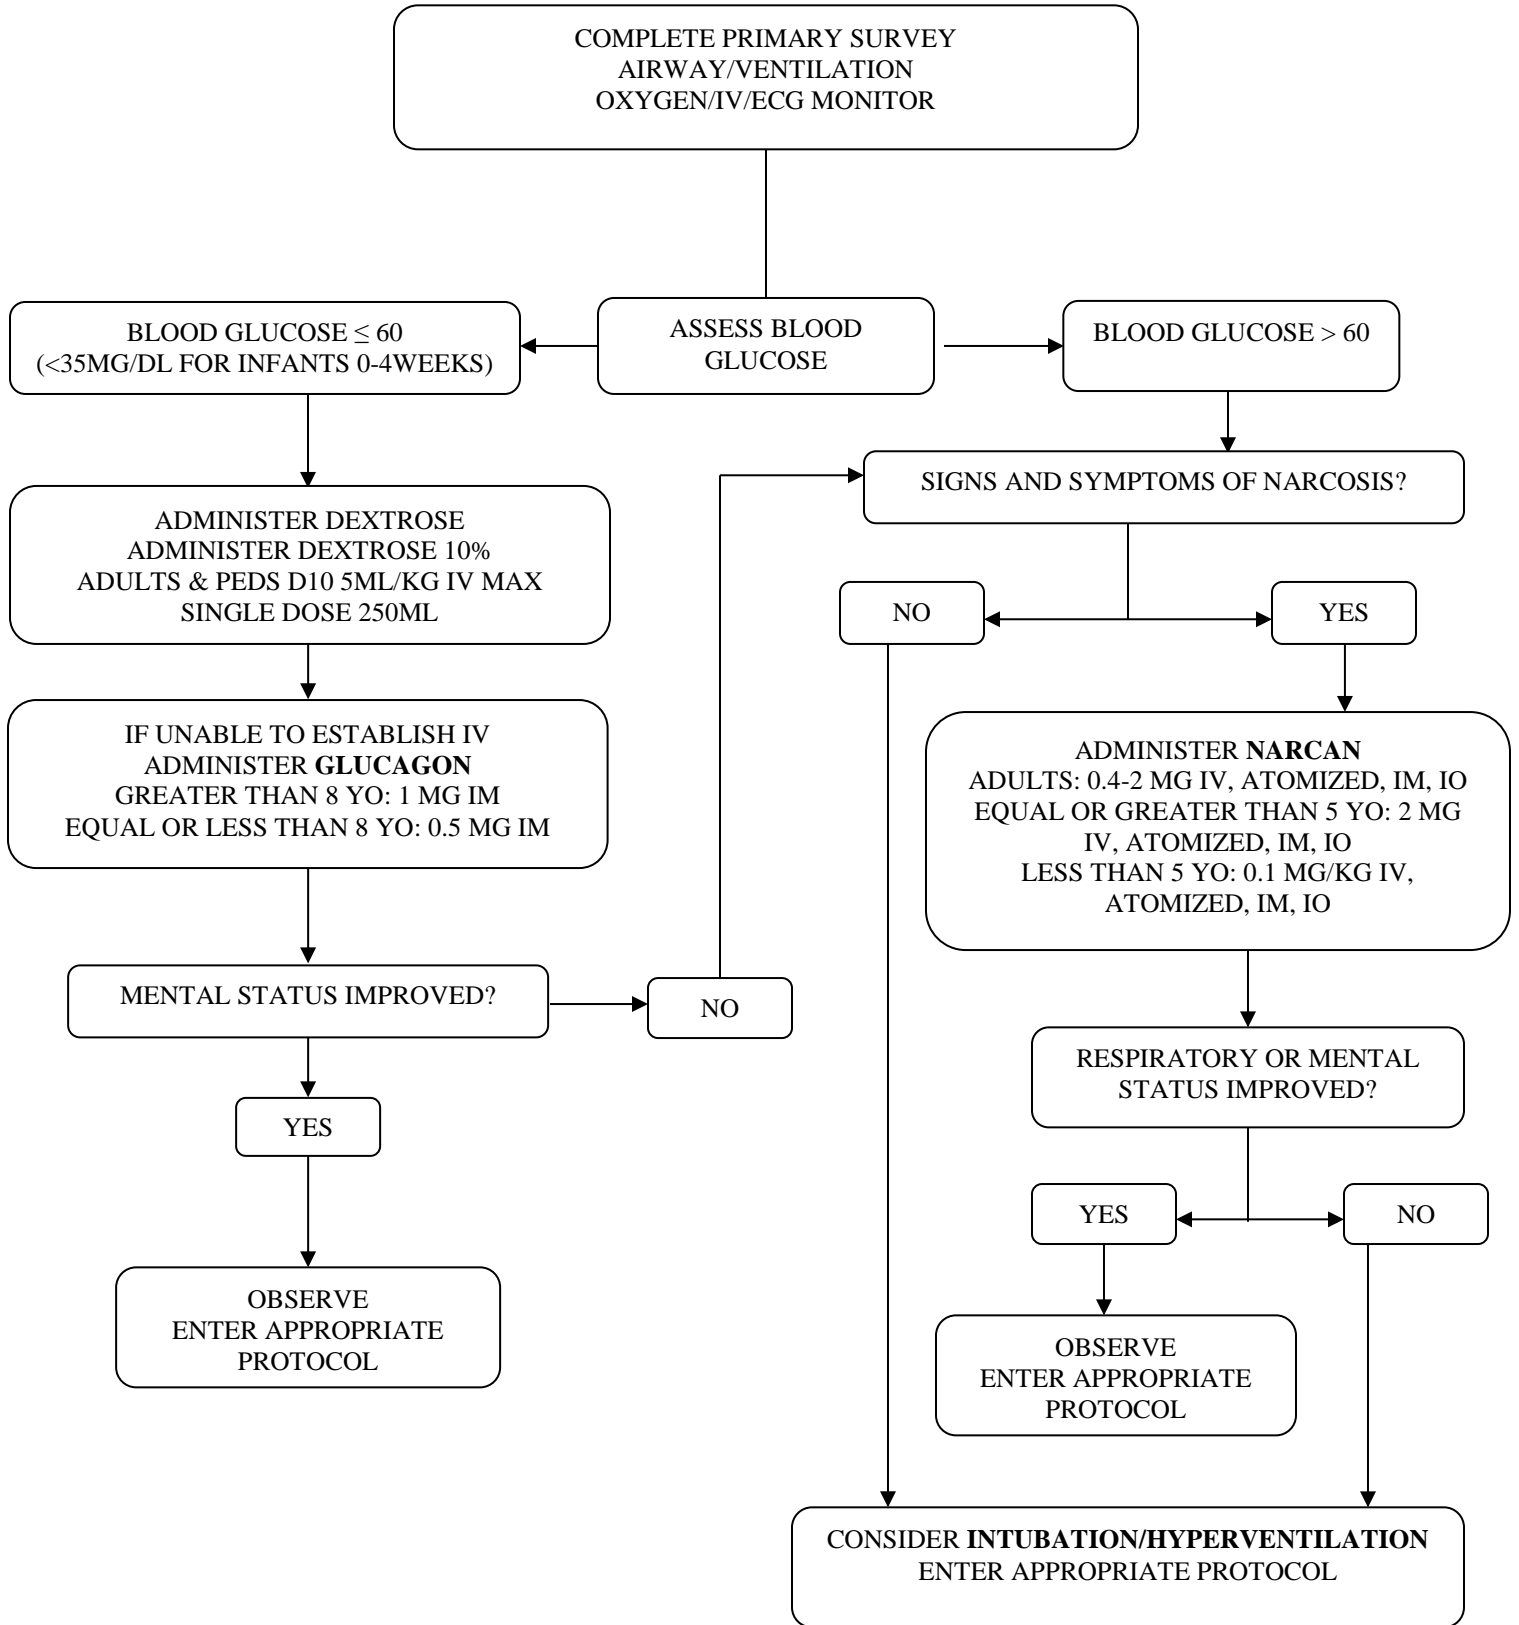 COMPLETE PRIMARY SURVEY
AIRWAY/VENTILATION
OXYGEN/IV/ECG MONITOR
BLOOD GLUCOSE ≤ 60
(<35MG/DL FOR INFANTS 0-4WEEKS)
ASSESS BLOOD
GLUCOSE
BLOOD GLUCOSE > 60
SIGNS AND SYMPTOMS OF NARCOSIS?
ADMINISTER DEXTROSE
ADMINISTER DEXTROSE 10%
ADULTS & PEDS D10 5ML/KG IV MAX
SINGLE DOSE 250ML
NO
YES
IF UNABLE TO ESTABLISH IV
ADMINISTER GLUCAGON
GREATER THAN 8 YO: 1 MG IM
EQUAL OR LESS THAN 8 YO: 0.5 MG IM
ADMINISTER NARCAN
ADULTS: 0.4-2 MG IV, ATOMIZED, IM, IO
EQUAL OR GREATER THAN 5 YO: 2 MG
IV, ATOMIZED, IM, IO
LESS THAN 5 YO: 0.1 MG/KG IV,
ATOMIZED, IM, IO
MENTAL STATUS IMPROVED?
NO
RESPIRATORY OR MENTAL
STATUS IMPROVED?
YES
YES
NO
OBSERVE
ENTER APPROPRIATE
PROTOCOL
OBSERVE
ENTER APPROPRIATE
PROTOCOL
CONSIDER INTUBATION/HYPERVENTILATION
ENTER APPROPRIATE PROTOCOL